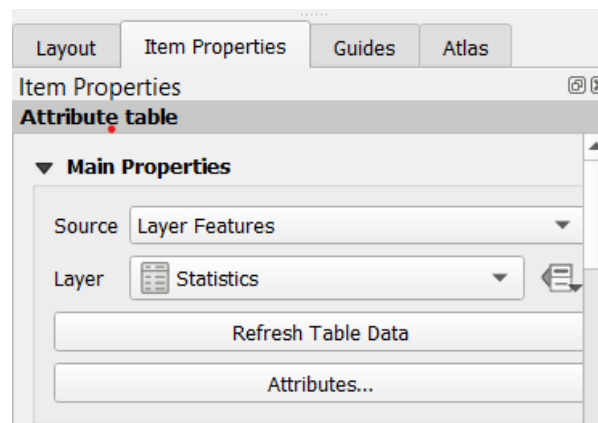 Layout Item Properties Guides Atlas
Item Properties
Attribute table
Main Properties
Source Layer Features
Layer Statistics
Refresh Table Data
Attributes...